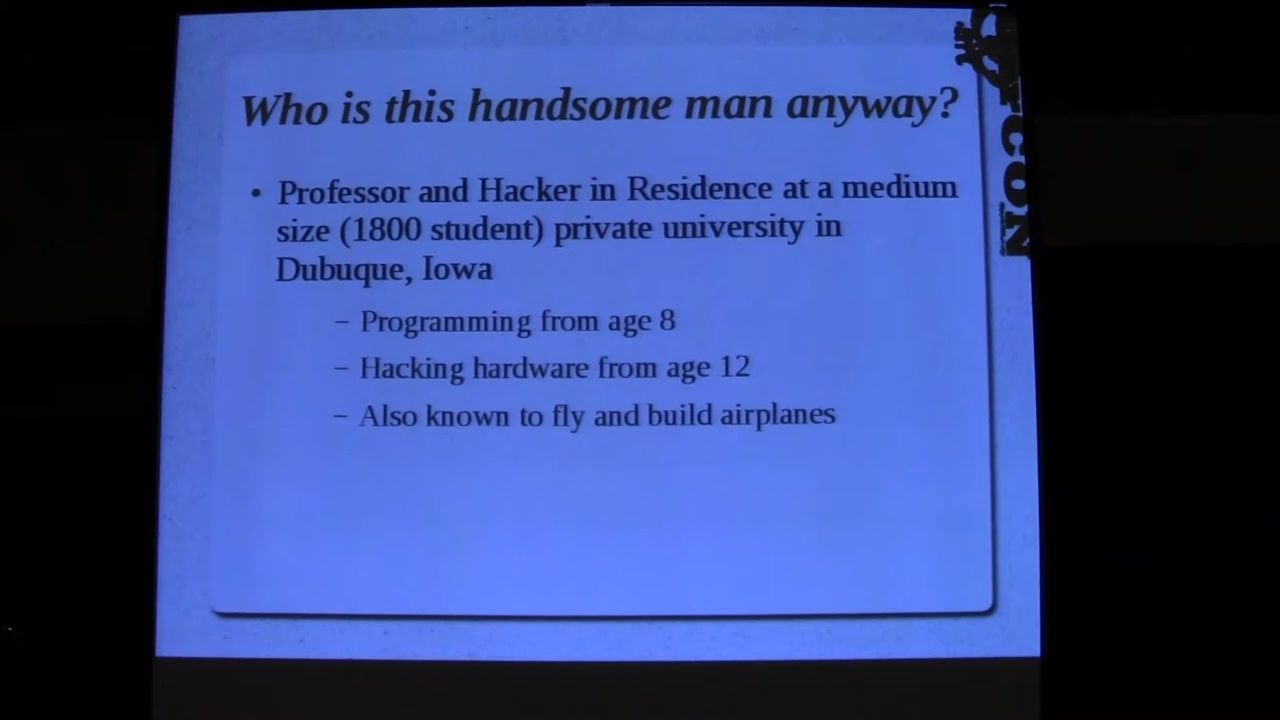 Who is this handsome man anyway?
• Professor and Hacker in Residence at a medium
size (1800 student) private university in
Dubuque, Iowa
– Programming from age 8
– Hacking hardware from age 12
– Also known to fly and build airplanes
CON